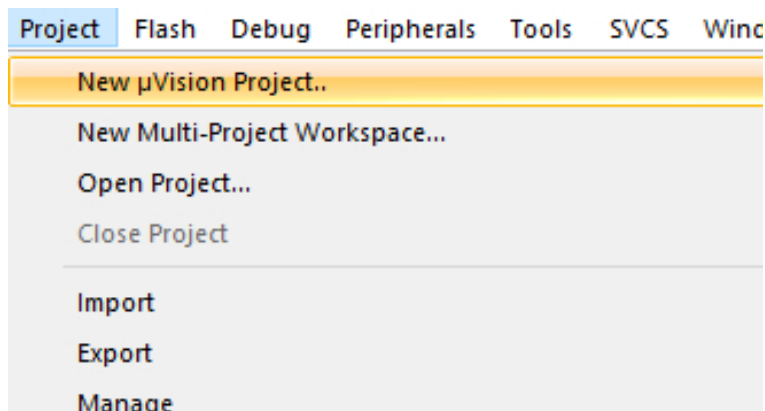 Project Flash Debug Peripherals Tools SVCS Wind
New µVision Project..
New Multi-Project Workspace...
Open Project...
Close Project
Import
Export
Manage